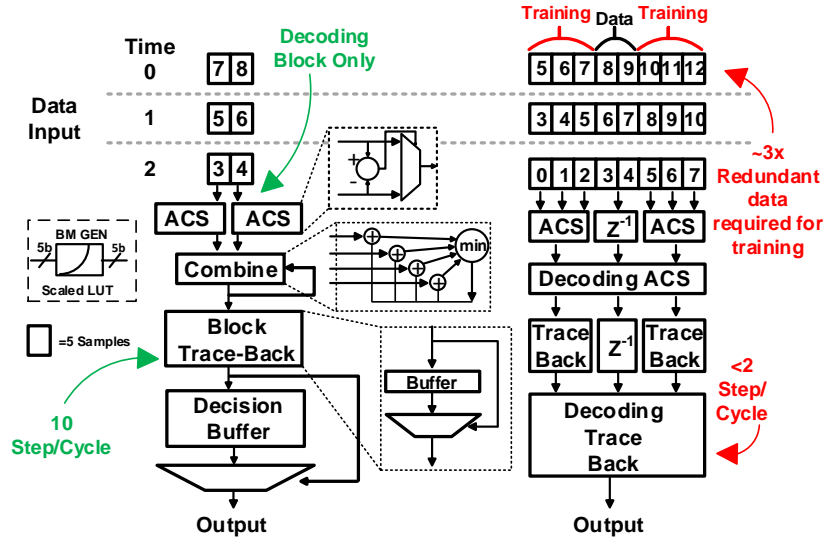 Training Data Training
Decoding
Block Only
Time
0
7 8
5 6 7 8 9 10 11 12
Data
Input
1
5 6
3 4 5 6 7 8 9 10
2
3 4
0 1 2 3 4 5 6 7
~3x
Redundant
data
required for
training
+
-
ACS ACS
ACS Z-1 ACS
BM GEN
5b 5b
Scaled LUT
min
Combine
Decoding ACS
=5 Samples
Block
Trace-Back
Trace
Back
Z-1
Trace
Back
Buffer
<2
Step/
Cycle
10
Step/Cycle
Decision
Buffer
Decoding
Trace
Back
Output
Output